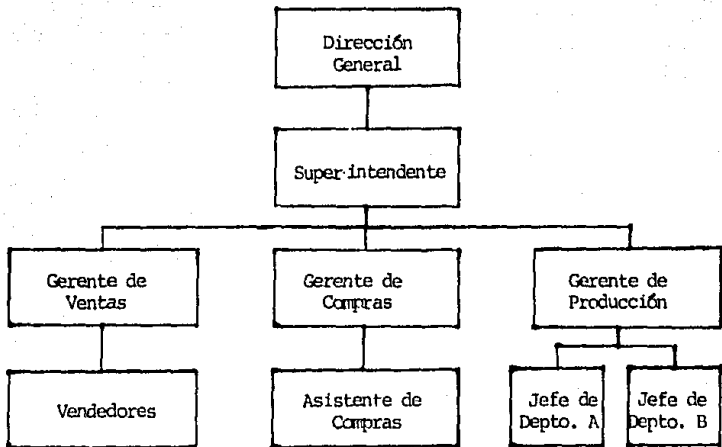 Dirección
General
Super-intendente
Gerente de
Ventas
Gerente de
Compras
Gerente de
Producción
Vendedores
Asistente de
Compras
Jefe de
Depto. A
Jefe de
Depto. B